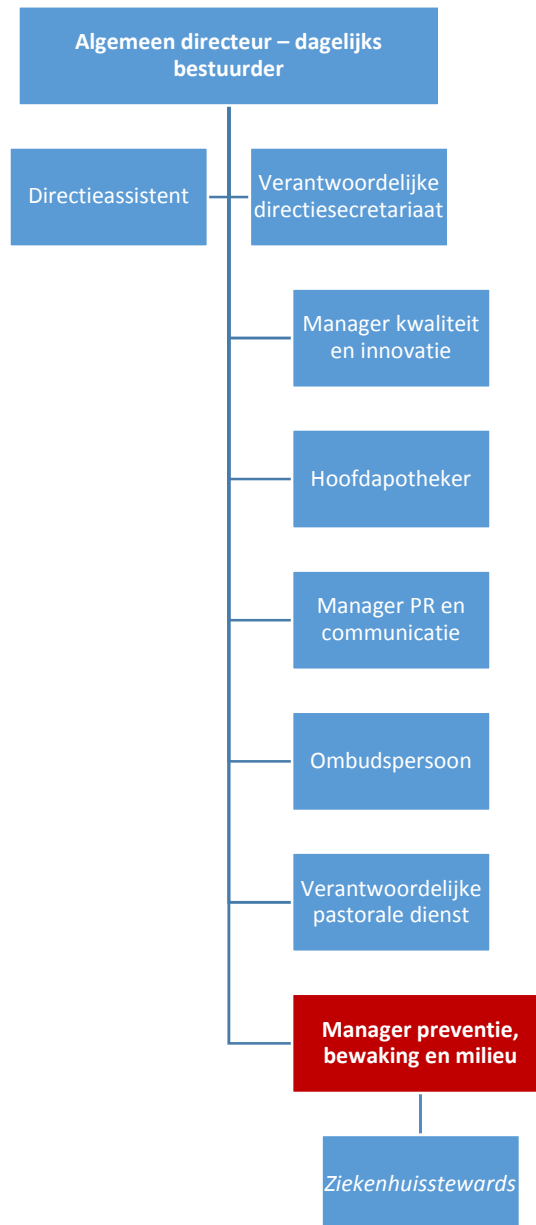 Algemeen directeur – dagelijks
bestuurder
Directieassistent
Verantwoordelijke
directiesecretariaat
Manager kwaliteit
en innovatie
Hoofdapotheker
Manager PR en
communicatie
Ombudspersoon
Verantwoordelijke
pastorale dienst
Manager preventie,
bewaking en milieu
Ziekenhuisstewards